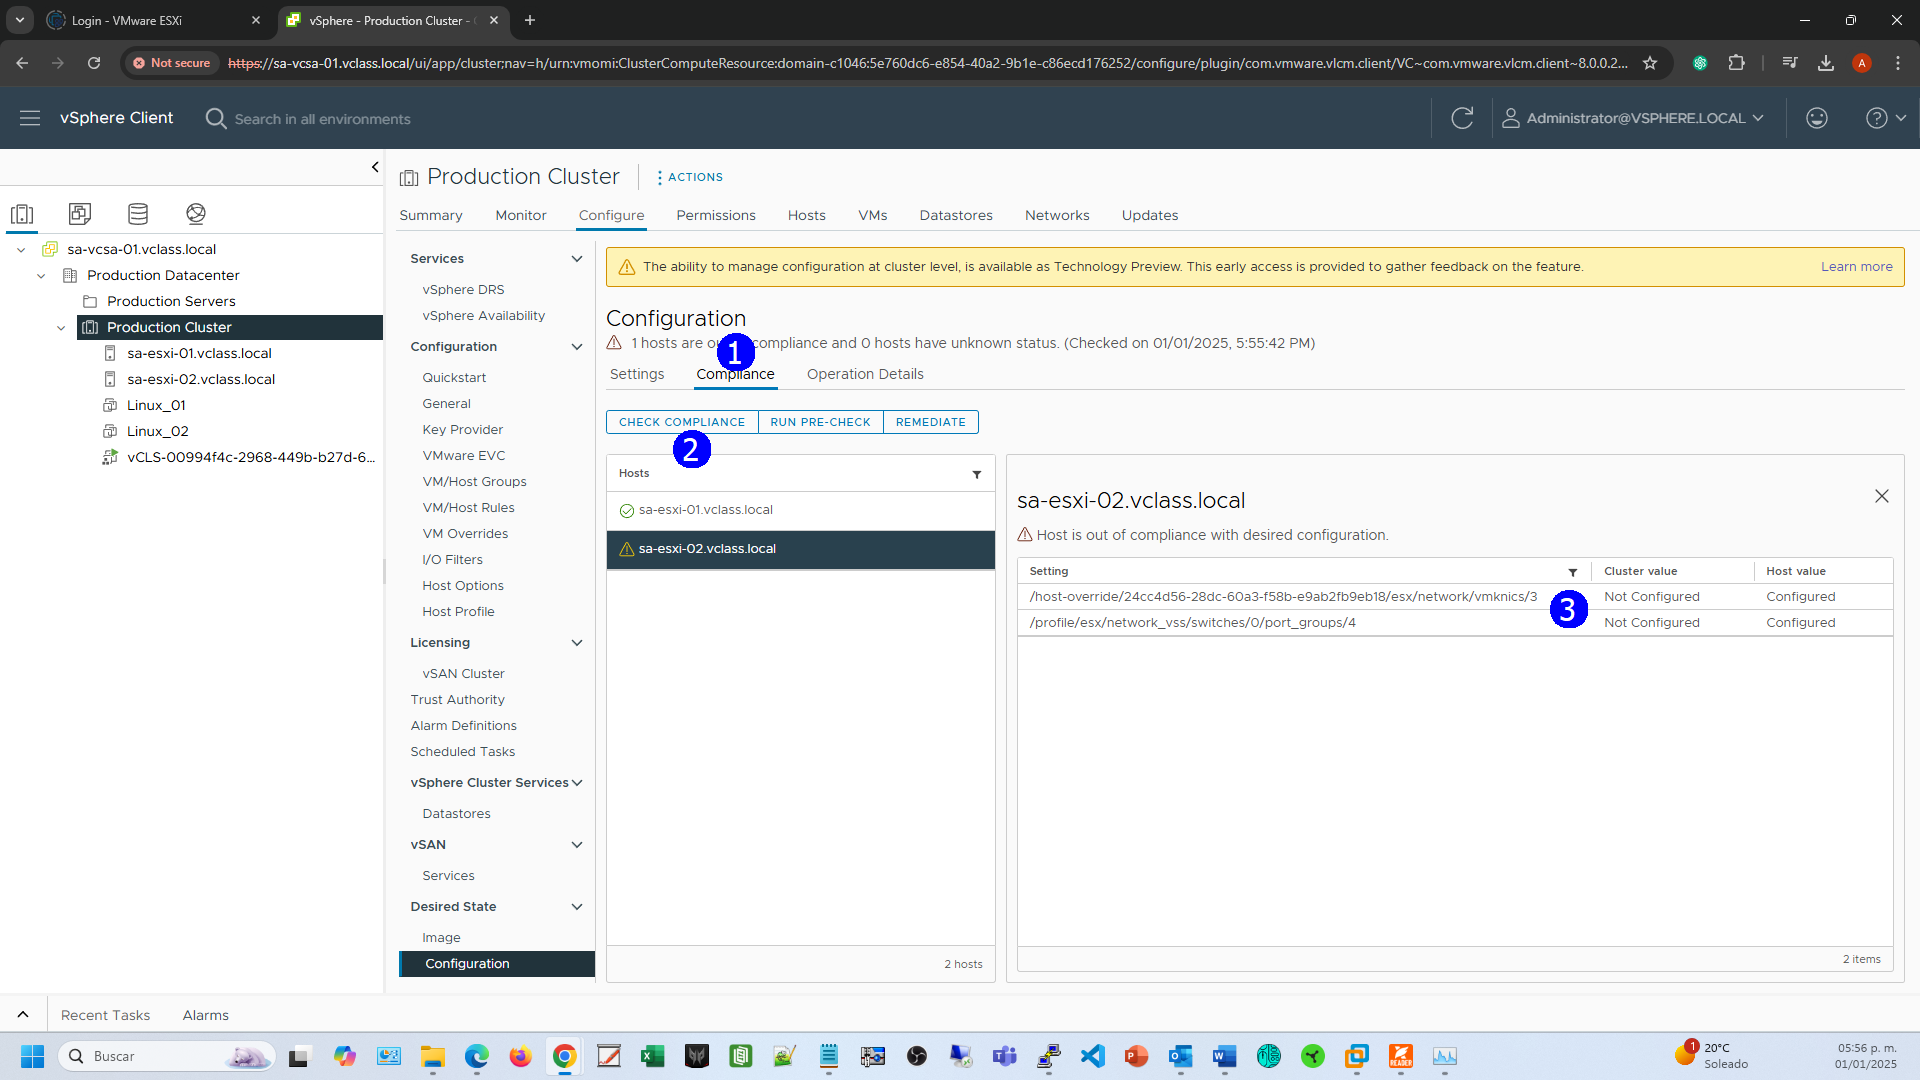 Login - VMware ESXi
vSphere - Production Cluster -
Not secure
https://sa-vcsa-01.vclass.local/ui/app/cluster;nav=h/urn:vmomi:ClusterComputeResource:domain-c1046:5e760dc6-e854-40a2-9b1e-c86ecd176252/configure/plugin/com.vmware.vlcm.client/VC~com.vmware.vlcm.client~8.0.0.2...
A
vSphere Client
Search in all environments
Administrator@VSPHERE.LOCAL
sa-vcsa-01.vclass.local
Production Datacenter
Production Servers
Production Cluster
sa-esxi-01.vclass.local
sa-esxi-02.vclass.local
Linux_01
Linux_02
vCLS-00994f4c-2968-449b-b27d-6...
Production Cluster
ACTIONS
Summary Monitor Configure Permissions Hosts VMs Datastores Networks Updates
Services
vSphere DRS
vSphere Availability
Configuration
Quickstart
General
Key Provider
VMware EVC
VM/Host Groups
VM/Host Rules
VM Overrides
I/O Filters
Host Options
Host Profile
Licensing
vSAN Cluster
Trust Authority
Alarm Definitions
Scheduled Tasks
vSphere Cluster Services
Datastores
vSAN
Services
Desired State
Image
Configuration
The ability to manage configuration at cluster level, is available as Technology Preview. This early access is provided to gather feedback on the feature. Learn more
Configuration
1 hosts are compliance and 0 hosts have unknown status. (Checked on 01/01/2025, 5:55:42 PM)
1
Settings Compliance Operation Details
CHECK COMPLIANCE RUN PRE-CHECK REMEDIATE
2
Hosts
sa-esxi-01.vclass.local
sa-esxi-02.vclass.local
2 hosts
sa-esxi-02.vclass.local
Host is out of compliance with desired configuration.
Setting Cluster value Host value
/host-override/24cc4d56-28dc-60a3-f58b-e9ab2fb9eb18/esx/network/vmknics/3 Not Configured Configured
3
/profile/esx/network_vss/switches/0/port_groups/4 Not Configured Configured
2 items
Recent Tasks Alarms
Buscar
READER
1
20°C
Soleado
05:56 p. m.
01/01/2025